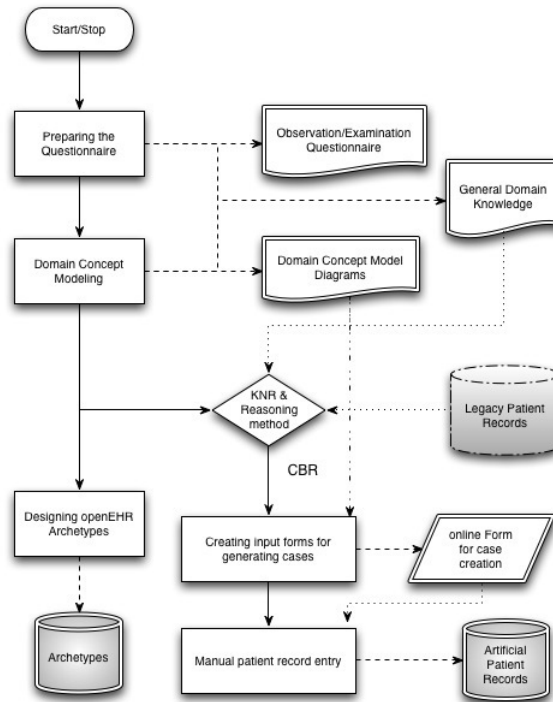 Start/Stop
Preparing the
Questionnaire
Observation/Examination
Questionnaire
General Domain
Knowledge
Domain Concept
Modeling
Domain Concept Model
Diagrams
KNR &
Reasoning
method
Legacy Patient
Records
CBR
Designing openEHR
Archetypes
Creating input forms for
generating cases
online Form
for case
creation
Archetypes
Manual patient record entry
Artificial
Patient
Records